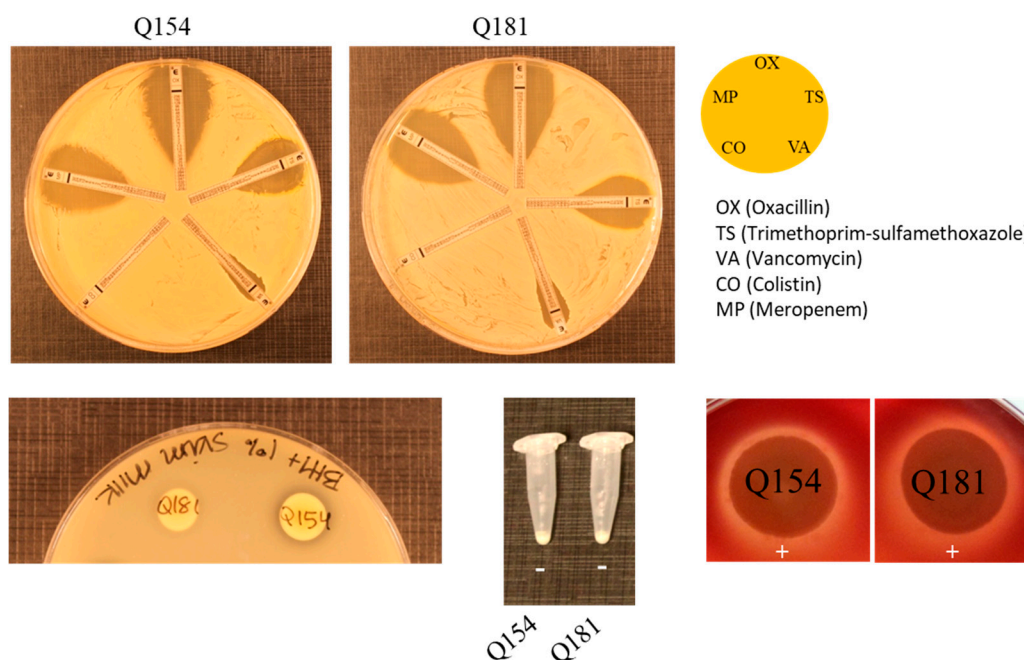 Q154
Q181
OX
MP
TS
CO
VA
OX (Oxacillin)
TS (Trimethoprim-sulfamethoxazole)
VA (Vancomycin)
CO (Colistin)
MP (Meropenem)
BHI + 1% Skim MILK
Q181
Q154
-
-
Q154
Q181
Q154
Q181
+
+